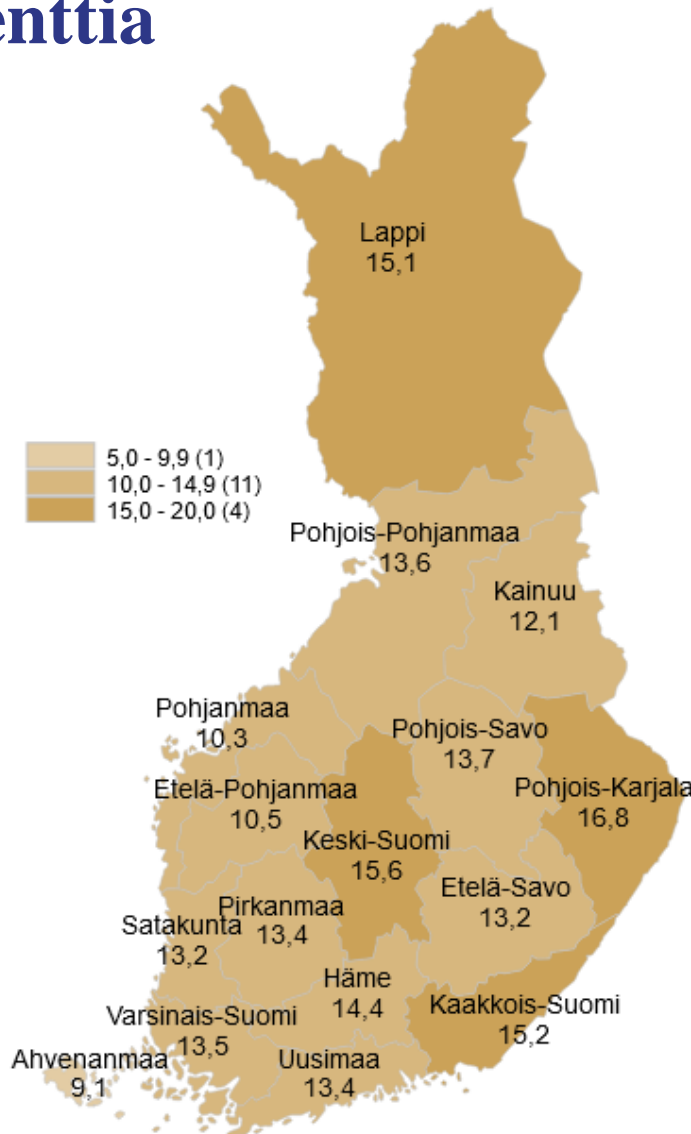 enttia
Lappi
15,1
5,0 - 9,9 (1)
10,0 - 14,9 (11)
15,0 - 20,0 (4)
Pohjois-Pohjanmaa
13,6
Kainuu
12,1
Pohjanmaa
10,3
Pohjois-Savo
13,7
Etelä-Pohjanmaa
10,5
Pohjois-Karjala
16,8
Keski-Suomi
15,6
Etelä-Savo
13,2
Pirkanmaa
13,4
Satakunta
13,2
Häme
14,4
Kaakkois-Suomi
15,2
Varsinais-Suomi
13,5
Ahvenanmaa
9,1
Uusimaa
13,4